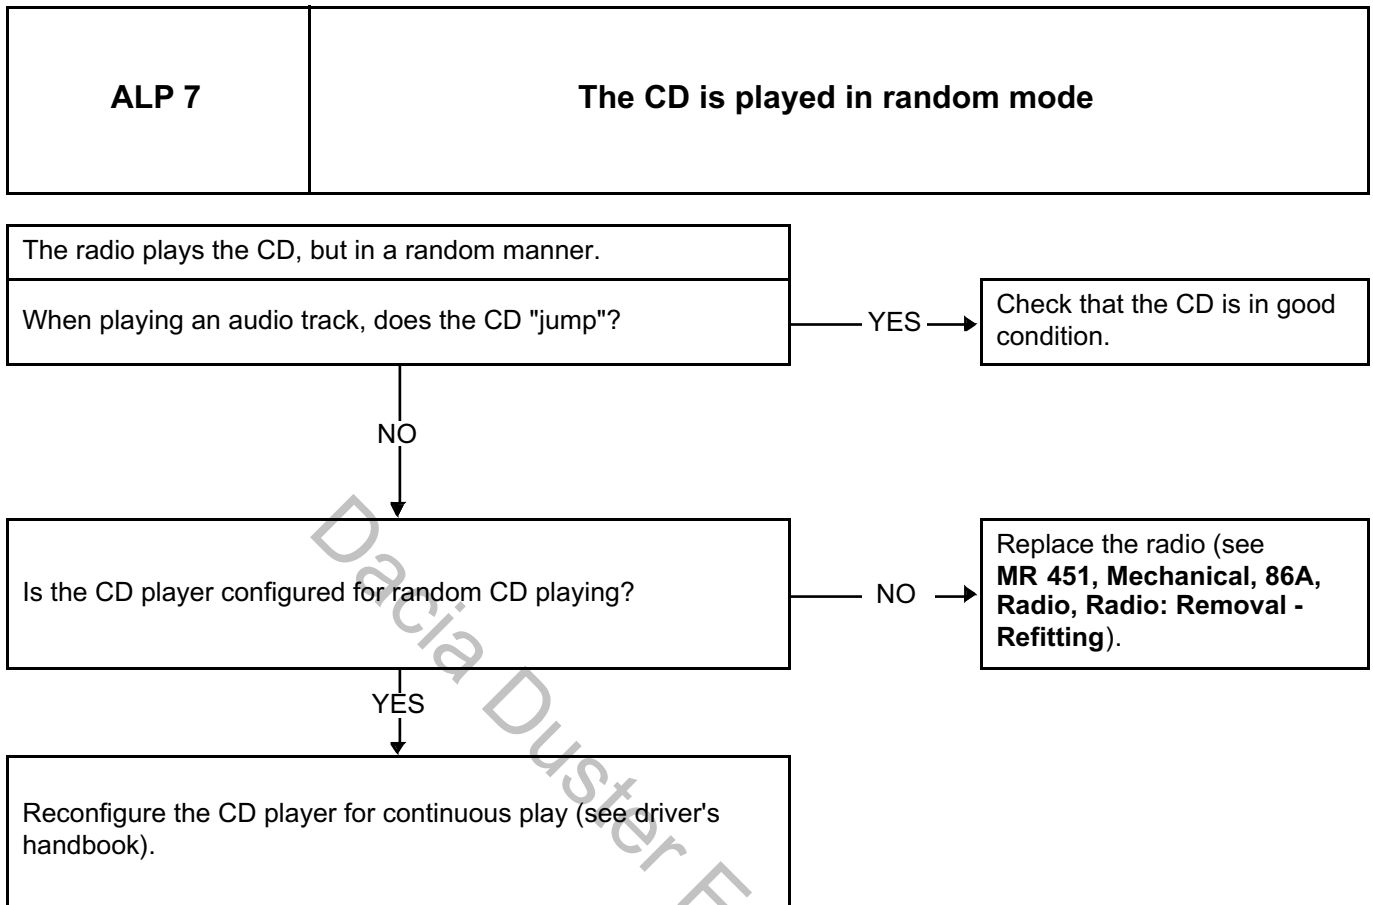 ALP 7
The CD is played in random mode
The radio plays the CD, but in a random manner.
When playing an audio track, does the CD "jump"?
YES
Check that the CD is in good
condition.
NO
Is the CD player configured for random CD playing?
NO
Replace the radio (see
MR 451, Mechanical, 86A,
Radio, Radio: Removal -
Refitting).
YES
Reconfigure the CD player for continuous play (see driver's
handbook).
Dacia Duster F